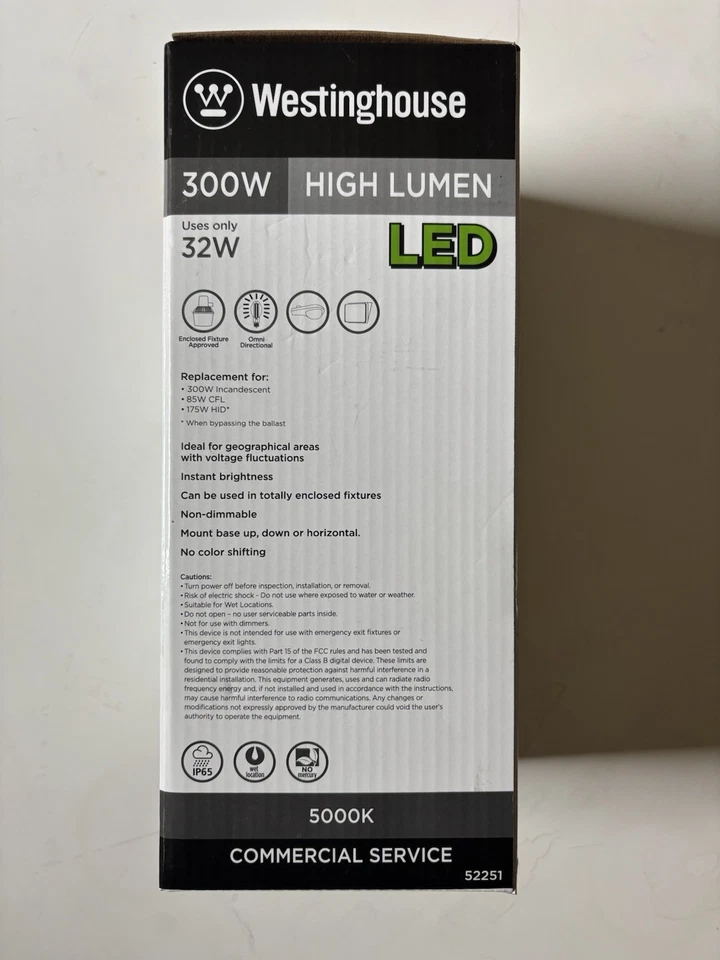 Westinghouse
300W HIGH LUMEN
Uses only
32W
LED
Enclosed Fixture
Approved
Omni
Directional
Replacement for:
• 300W Incandescent
• 85W CFL
• 175W HID*
* When bypassing the ballast
Ideal for geographical areas
with voltage fluctuations
Instant brightness
Can be used in totally enclosed fixtures
Non-dimmable
Mount base up, down or horizontal.
No color shifting
Cautions:
• Turn power off before inspection, installation, or removal.
• Risk of electric shock - Do not use where exposed to water or weather.
• Suitable for Wet Locations.
• Do not open – no user serviceable parts inside.
• Not for use with dimmers.
• This device is not intended for use with emergency exit fixtures or
emergency exit lights.
• This device complies with Part 15 of the FCC rules and has been tested and
found to comply with the limits for a Class B digital device. These limits are
designed to provide reasonable protection against harmful interference in a
residential installation. This equipment generates, uses and can radiate radio
frequency energy and, if not installed and used in accordance with the instructions,
may cause harmful interference to radio communications. Any changes or
modifications not expressly approved by the manufacturer could void the user's
authority to operate the equipment.
IP65
wet
location
NO
mercury
5000K
COMMERCIAL SERVICE
52251